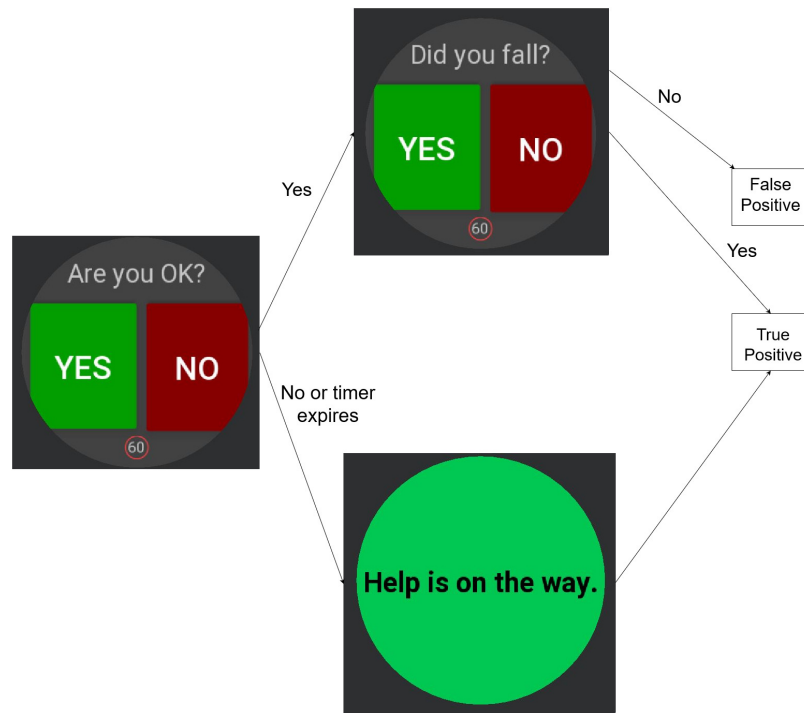 Did you fall?
YES
NO
60
No
False
Positive
Yes
Yes
Are you OK?
YES
NO
60
True
Positive
No or timer
expires
Help is on the way.